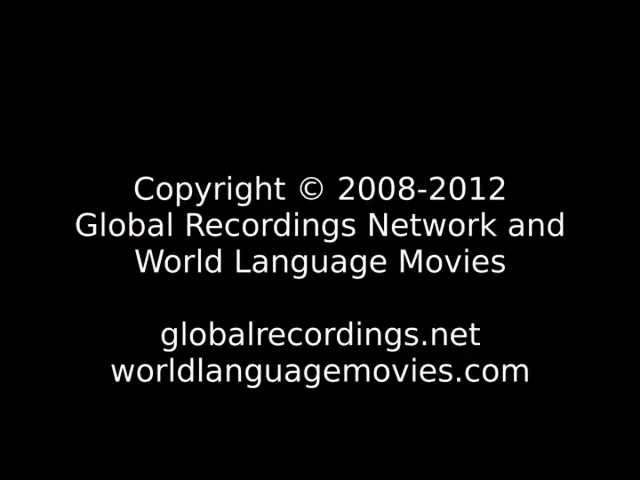 Copyright © 2008-2012
Global Recordings Network and
World Language Movies
globalrecordings.net
worldlanguagemovies.com